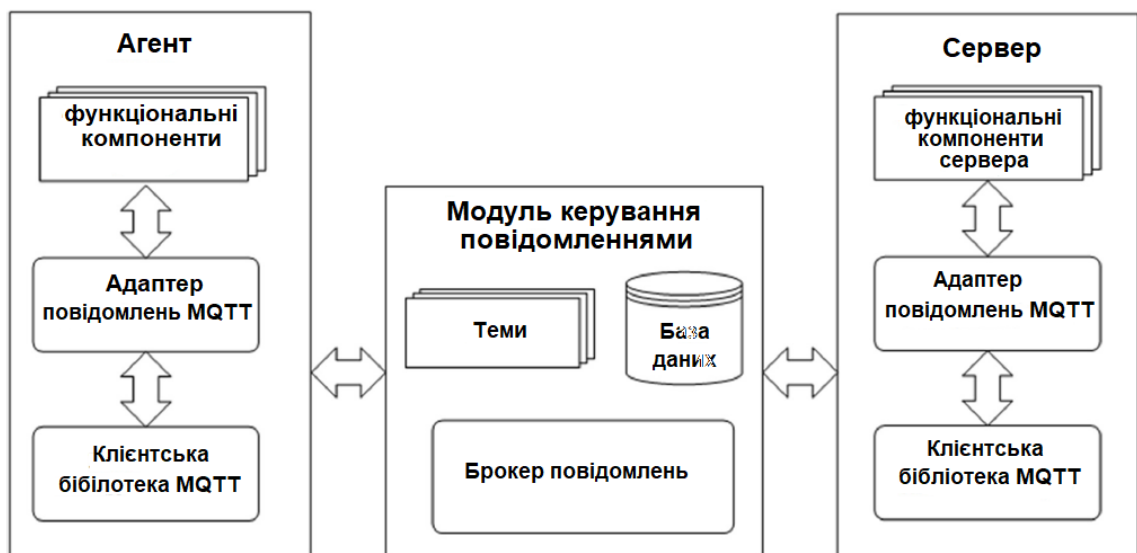 Агент
функціональні
компоненти
Адаптер
повідомлень MQTT
Клієнтська
бібілотека MQTT
Модуль керування
повідомленнями
Теми
База
даних
Брокер повідомлень
Сервер
функціональні
компоненти
сервера
Адаптер
повідомлень MQTT
Клієнтська
бібліотека MQTT